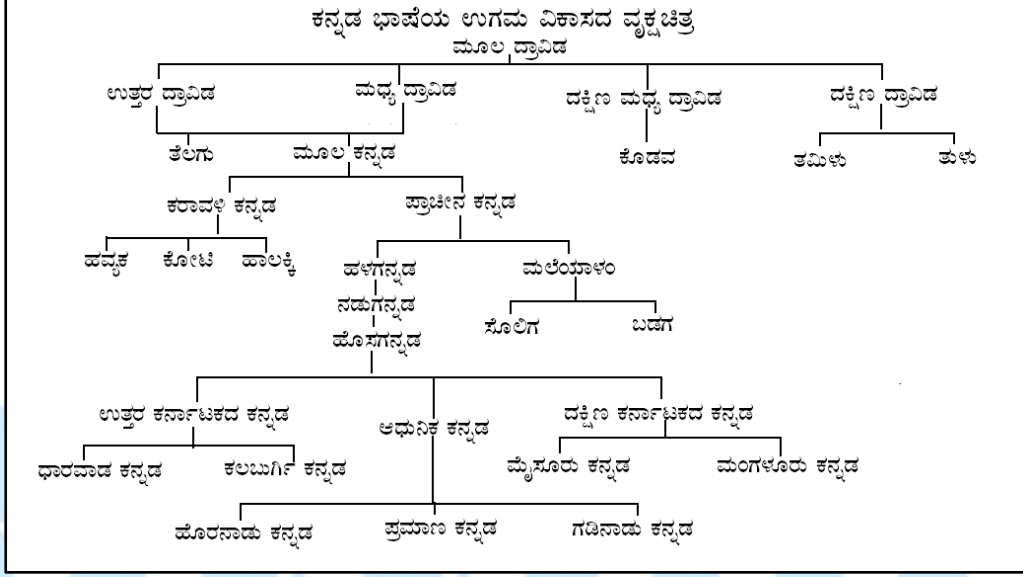 ಕನ್ನಡ ಭಾಷೆಯ ಉಗಮ ವಿಕಾಸದ ವೃಕ್ಷಚಿತ್ರ
ಮೂಲ ದ್ರಾವಿಡ
ಉತ್ತರ ದ್ರಾವಿಡ ಮಧ್ಯ ದ್ರಾವಿಡ ದಕ್ಷಿಣ ಮಧ್ಯ ದ್ರಾವಿಡ ದಕ್ಷಿಣ ದ್ರಾವಿಡ
ತೆಲಗು ಮೂಲ ಕನ್ನಡ ಕೊಡವ ತಮಿಳು ತುಳು
ಕರಾವಳಿ ಕನ್ನಡ ಪ್ರಾಚೀನ ಕನ್ನಡ
ಹವ್ಯಕ ಕೋಟಿ ಹಾಲಕ್ಕಿ ಹಳಗನ್ನಡ ಮಲೆಯಾಳಂ
ನಡುಗನ್ನಡ
ಸೊಲಿಗ ಬಡಗ
ಹೊಸಗನ್ನಡ
ಉತ್ತರ ಕರ್ನಾಟಕದ ಕನ್ನಡ ಆಧುನಿಕ ಕನ್ನಡ ದಕ್ಷಿಣ ಕರ್ನಾಟಕದ ಕನ್ನಡ
ಧಾರವಾಡ ಕನ್ನಡ ಕಲಬುರ್ಗಿ ಕನ್ನಡ ಮೈಸೂರು ಕನ್ನಡ ಮಂಗಳೂರು ಕನ್ನಡ
ಹೊರನಾಡು ಕನ್ನಡ ಪ್ರಮಾಣ ಕನ್ನಡ ಗಡಿನಾಡು ಕನ್ನಡ